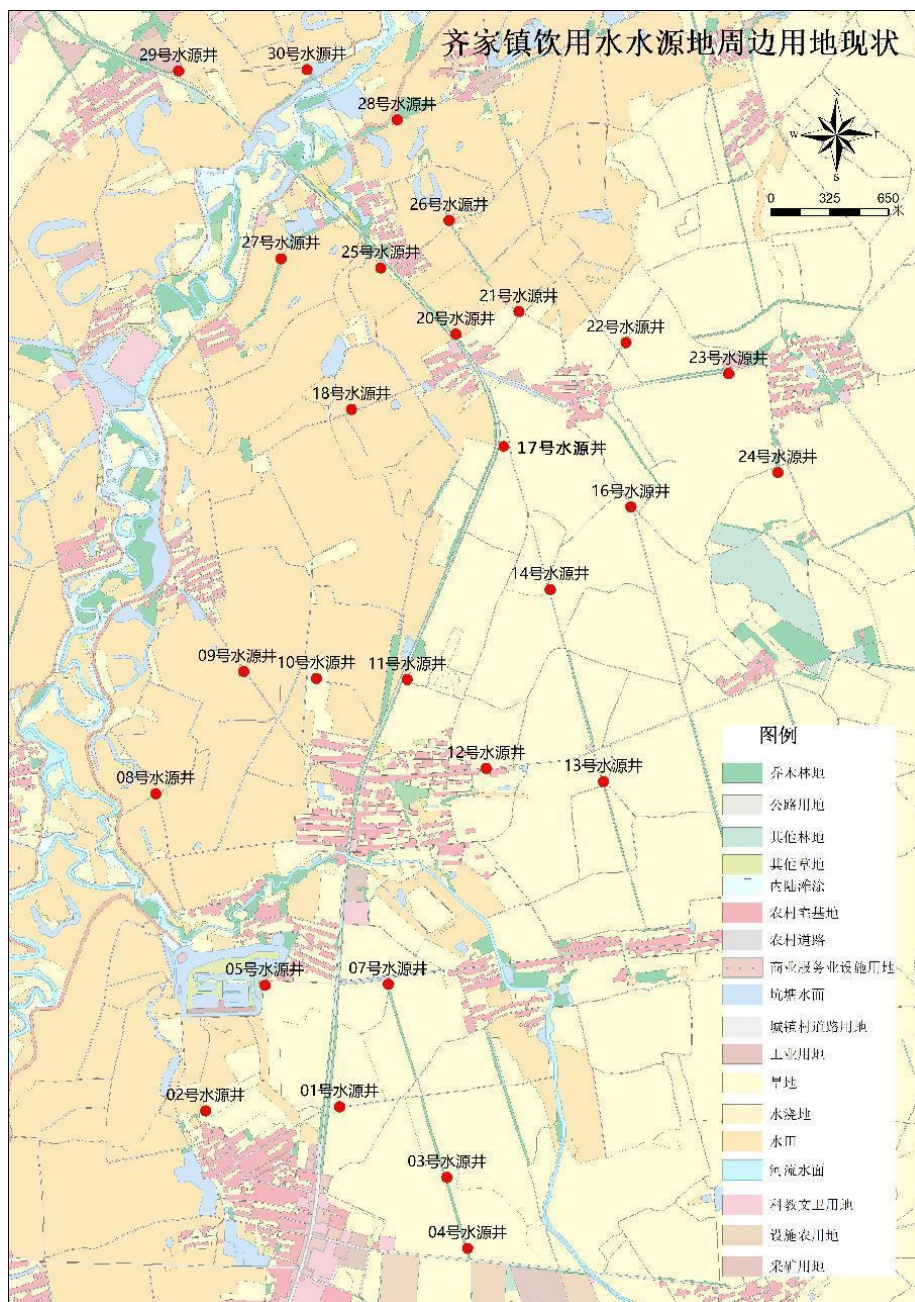 齐家镇饮用水水源地周边用地现状
29号水源井
30号水源井
28号水源井
W
S
0 325 650
米
26号水源井
27号水源井
25号水源井
21号水源井
20号水源井
22号水源井
23号水源井
18号水源井
17号水源井
24号水源井
16号水源井
14号水源井
09号水源井
10号水源井
11号水源井
12号水源井
13号水源井
08号水源井
05号水源井
07号水源井
02号水源井
01号水源井
03号水源井
04号水源井
图例
乔木林地
公路用地
其他林地
其他草地
内陆滩涂
农村宅基地
农村道路
商业服务业设施用地
坑塘水面
城镇村道路用地
工业用地
旱地
水浇地
水田
河流水面
科教文卫用地
设施农用地
采矿用地